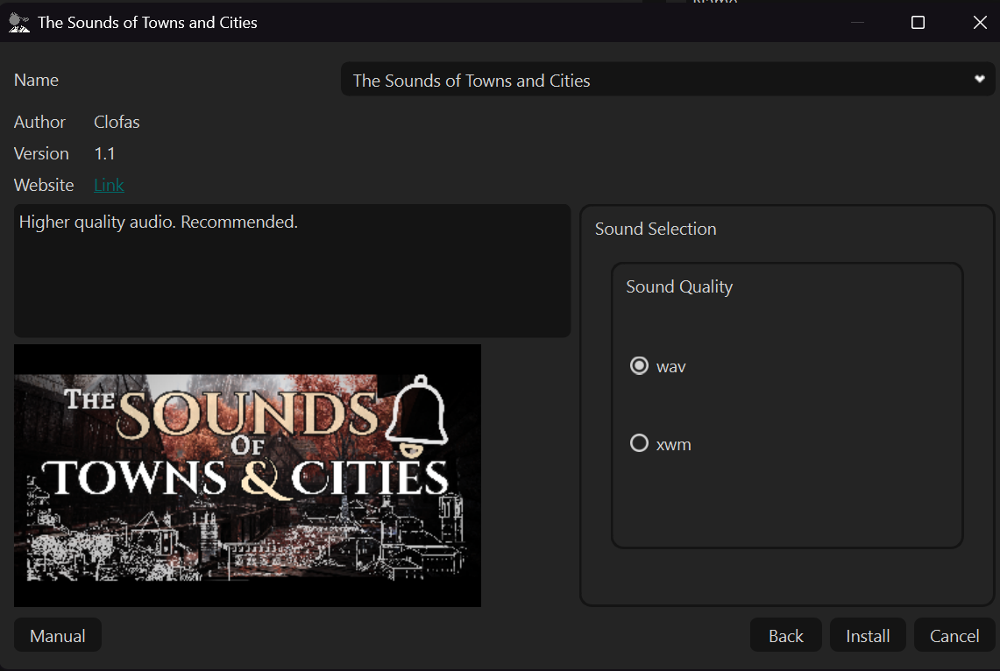 The Sounds of Towns and Cities
Name
The Sounds of Towns and Cities
Author Clofas
Version 1.1
Website Link
Higher quality audio. Recommended.
THE SOUNDS
OF
TOWNS & CITIES
Sound Selection
Sound Quality
wav
xwm
Manual
Back
Install
Cancel